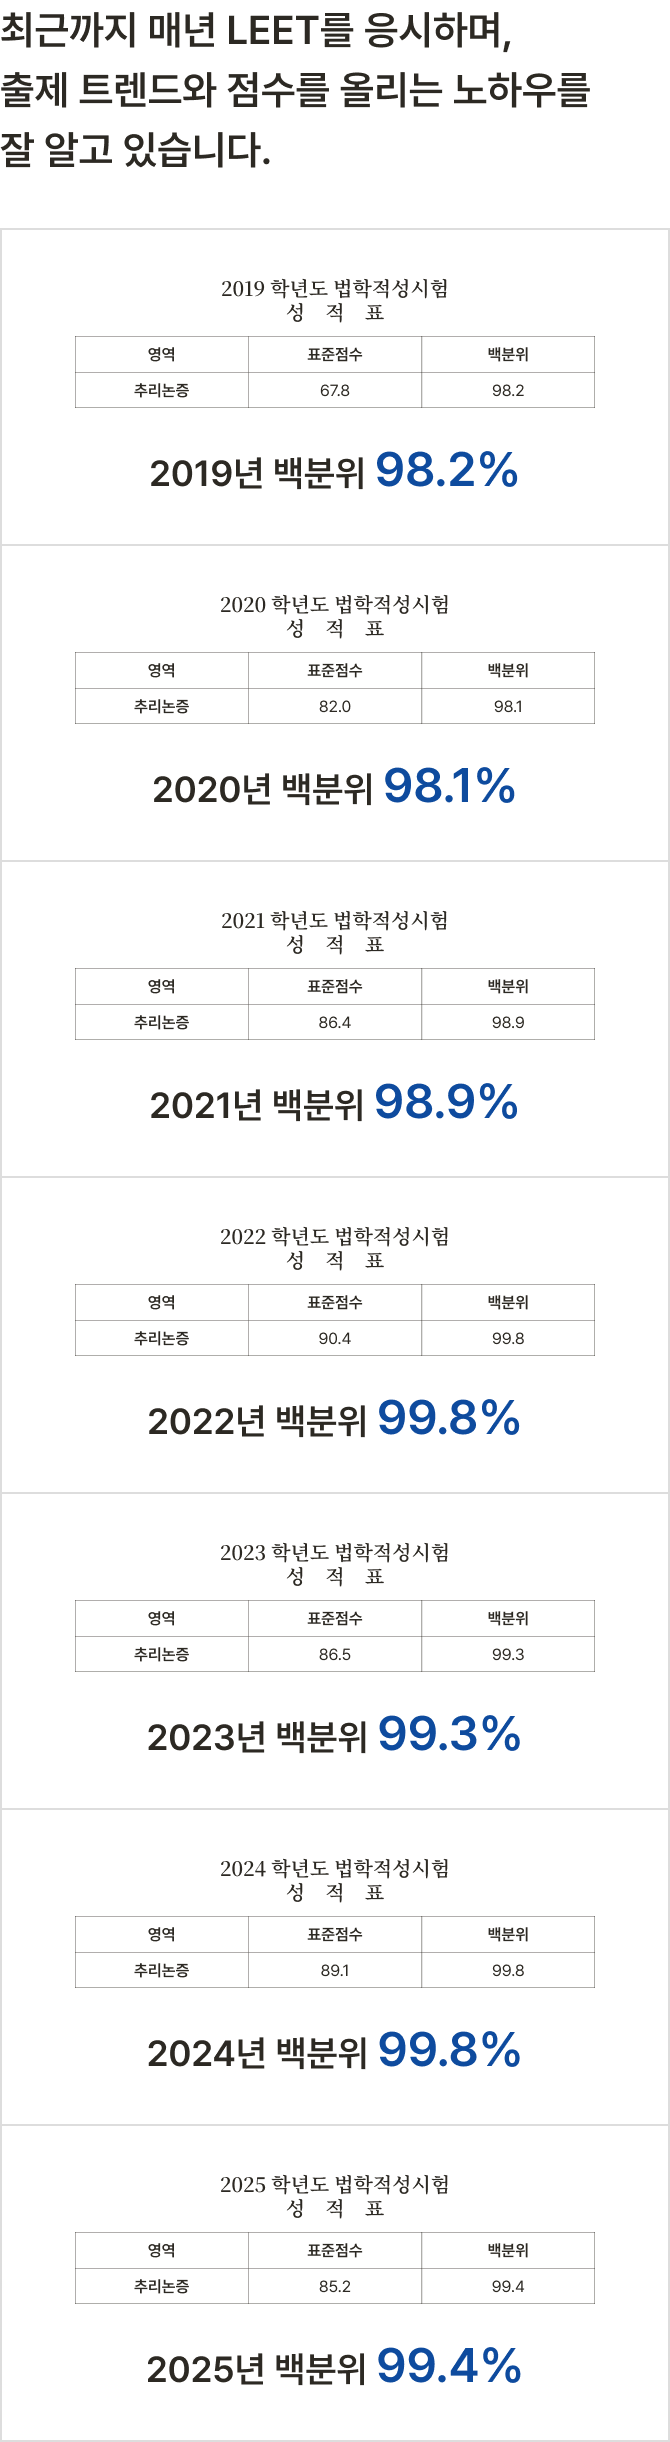 최근까지 매년 LEET를 응시하며,
출제 트렌드와 점수를 올리는 노하우를
잘 알고 있습니다.
2019 학년도 법학적성시험
성 적 표
영역 표준점수 백분위
추리논증 67.8 98.2
2019년 백분위 98.2%
2020 학년도 법학적성시험
성 적 표
영역 표준점수 백분위
추리논증 82.0 98.1
2020년 백분위 98.1%
2021 학년도 법학적성시험
성 적 표
영역 표준점수 백분위
추리논증 86.4 98.9
2021년 백분위 98.9%
2022 학년도 법학적성시험
성 적 표
영역 표준점수 백분위
추리논증 90.4 99.8
2022년 백분위 99.8%
2023 학년도 법학적성시험
성 적 표
영역 표준점수 백분위
추리논증 86.5 99.3
2023년 백분위 99.3%
2024 학년도 법학적성시험
성 적 표
영역 표준점수 백분위
추리논증 89.1 99.8
2024년 백분위 99.8%
2025 학년도 법학적성시험
성 적 표
영역 표준점수 백분위
추리논증 85.2 99.4
2025년 백분위 99.4%